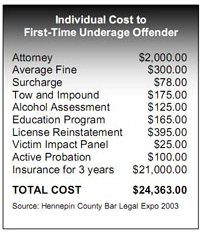 Individual Cost to
First-Time Underage Offender
Attorney $2,000.00
Average Fine $300.00
Surcharge $78.00
Tow and Impound $175.00
Alcohol Assessment $125.00
Education Program $165.00
License Reinstatement $395.00
Victim Impact Panel $25.00
Active Probation $100.00
Insurance for 3 years $21,000.00
TOTAL COST $24,363.00
Source: Hennepin County Bar Legal Expo 2003